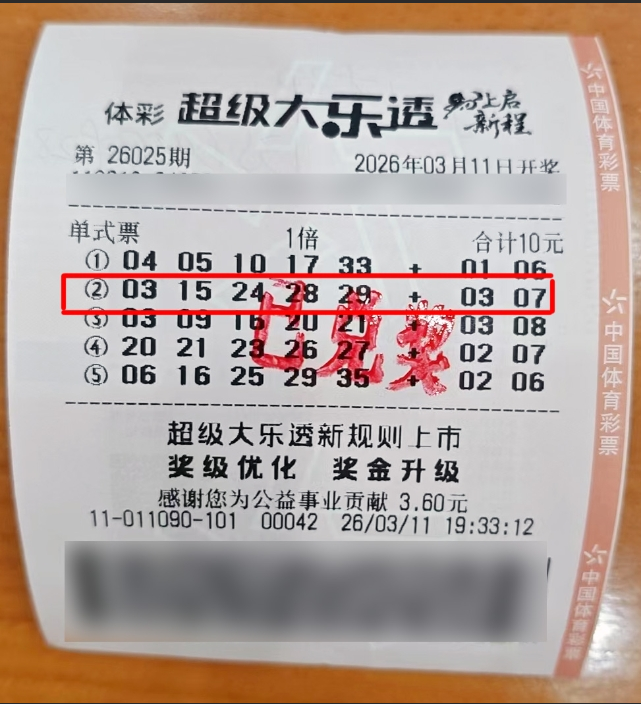 体彩 超级大乐透 马上启新程
第 26025期 2026年03月11日开奖
单式票 1倍 合计10元
① 04 05 10 17 33 + 01 06
② 03 15 24 28 29 + 03 07
③ 03 09 16 20 21 + 03 08
④ 20 21 23 26 27 + 02 07
⑤ 06 16 25 29 35 + 02 06
已兑奖
超级大乐透新规则上市
奖级优化 奖金升级
感谢您为公益事业贡献 3.60元
11-011090-101 00042 26/03/11 19:33:12
中国体育彩票
中国体育彩票
中国体育彩票